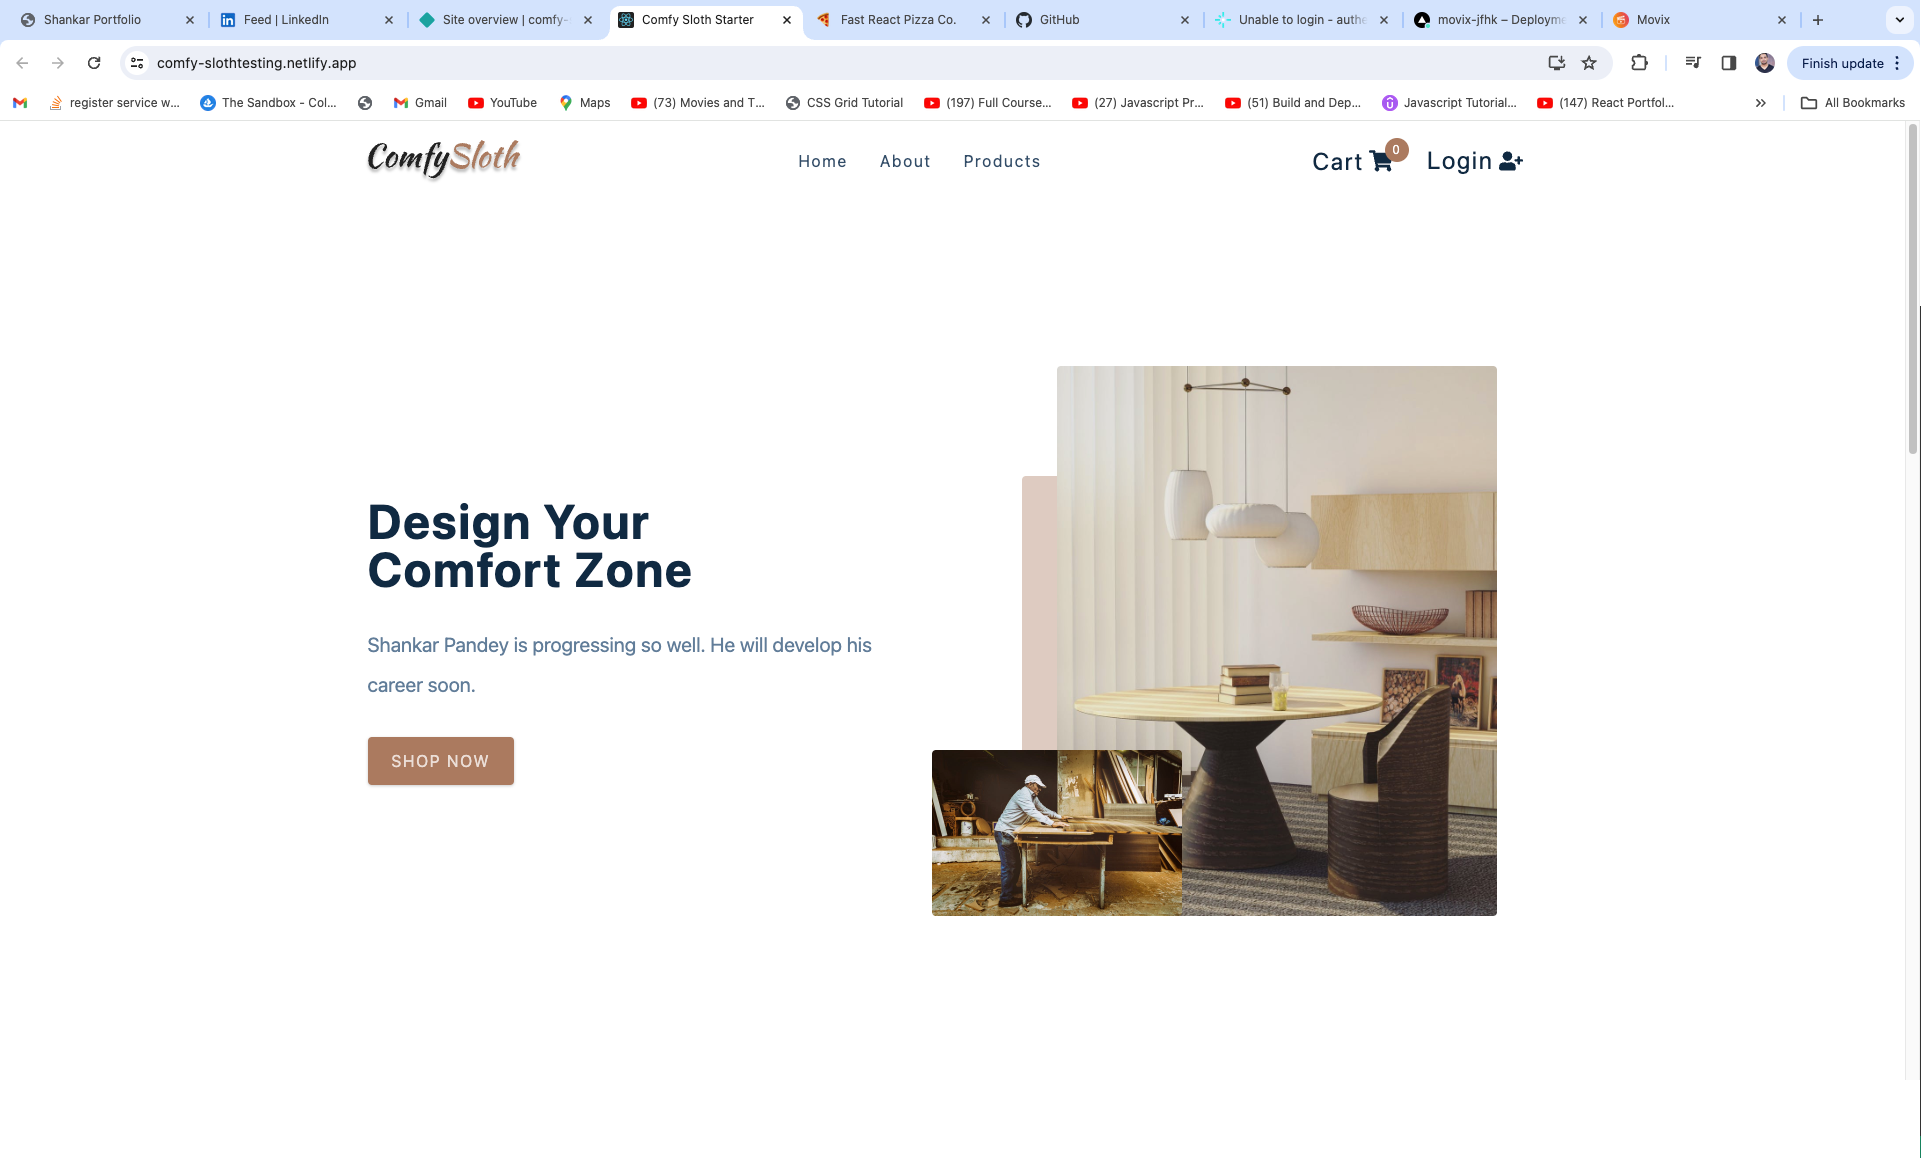 Shankar Portfolio
Feed | LinkedIn
Site overview | comfy-
Comfy Sloth Starter
Fast React Pizza Co.
GitHub
Unable to login - authe
movix-jfhk – Deployme
Movix
comfy-slothtesting.netlify.app
Finish update
register service w...
The Sandbox - Col...
Gmail
YouTube
Maps
(73) Movies and T...
CSS Grid Tutorial
(197) Full Course...
(27) Javascript Pr...
(51) Build and Dep...
Javascript Tutorial...
(147) React Portfol...
All Bookmarks
ComfySloth
Home
About
Products
Cart
0
Login
Design Your
Comfort Zone
Shankar Pandey is progressing so well. He will develop his
career soon.
SHOP NOW